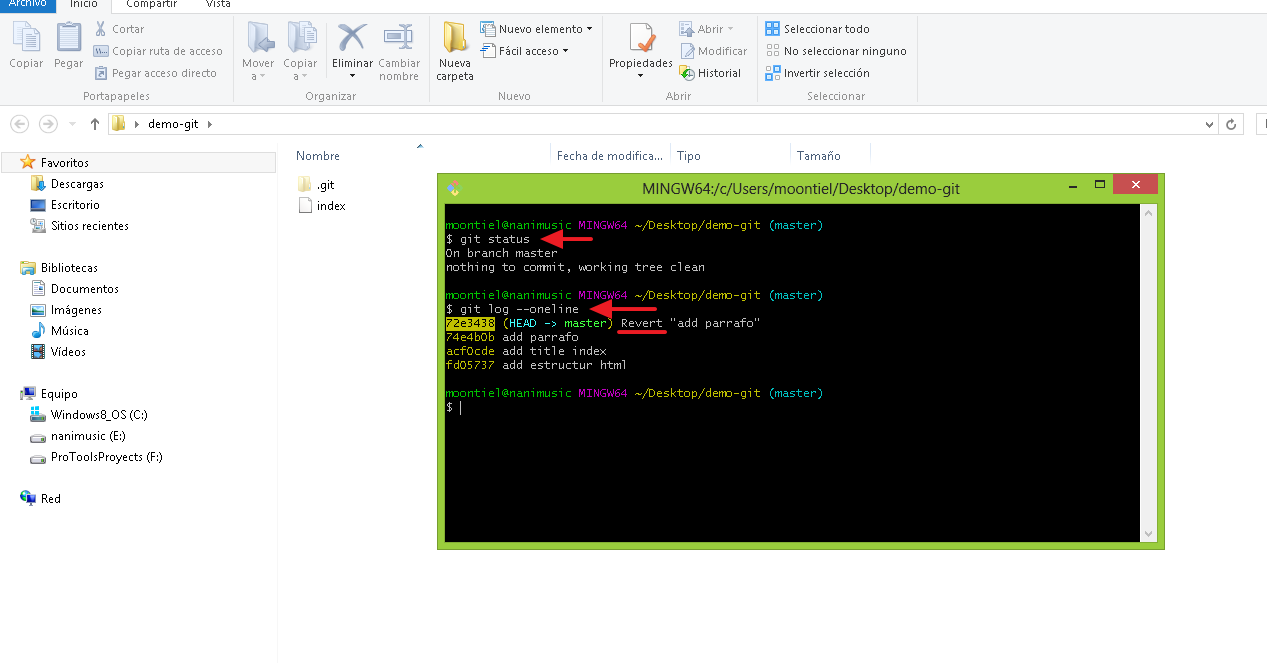 Archivo Inicio Compartir Vista
Copiar
Pegar
Cortar
Copiar ruta de acceso
Pegar acceso directo
Portapapeles
Mover a
Copiar a
Eliminar
Cambiar nombre
Organizar
Nueva carpeta
Nuevo elemento
Fácil acceso
Nuevo
Propiedades
Abrir
Modificar
Historial
Abrir
Seleccionar todo
No seleccionar ninguno
Invertir selección
Seleccionar
demo-git
Favoritos
Descargas
Escritorio
Sitios recientes
Bibliotecas
Documentos
Imágenes
Música
Vídeos
Equipo
Windows8_OS (C:)
nanimusic (E:)
ProToolsProyects (F:)
Red
Nombre Fecha de modifica... Tipo Tamaño
.git
index
MINGW64:/c/Users/moontiel/Desktop/demo-git
moontiel@nanimusic MINGW64 ~/Desktop/demo-git (master)
$ git status
On branch master
nothing to commit, working tree clean
moontiel@nanimusic MINGW64 ~/Desktop/demo-git (master)
$ git log --oneline
72e3438 (HEAD -> master) Revert "add parrafo"
74e4b0b add parrafo
acf0cde add title index
fd05737 add estructur html
moontiel@nanimusic MINGW64 ~/Desktop/demo-git (master)
$